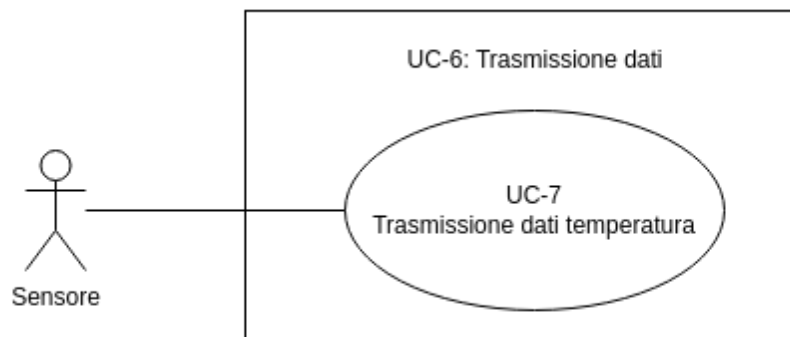 UC-6: Trasmissione dati
UC-7
Trasmissione dati temperatura
Sensore